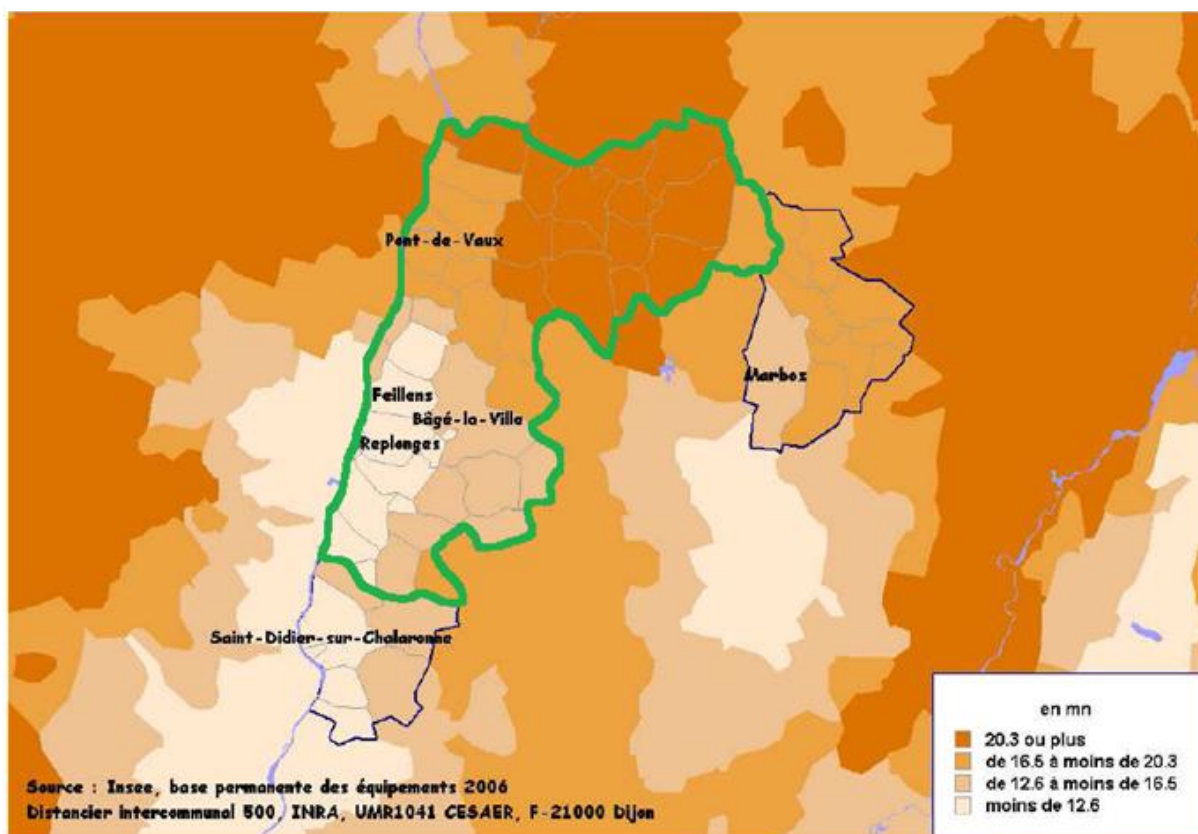 Pont-de-Vaux
Marboz
Feillens
Bâgé-la-Ville
Replonges
Saint-Didier-sur-Chalaronne
en mn
20.3 ou plus
de 16.5 à moins de 20.3
de 12.6 à moins de 16.5
moins de 12.6
Source : Insee, base permanente des équipements 2006
Distancier intercommunal 500, INRA, UMR1041 CESAER, F-21000 Dijon